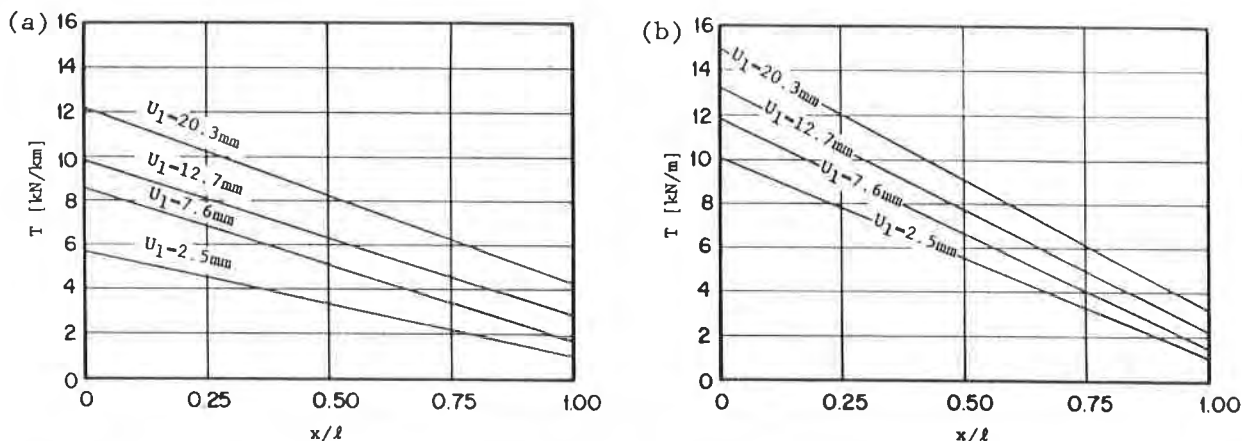 (a)
T [kN/km]
16
14
12
10
8
6
4
2
0
U1=20.3mm
U1=12.7mm
U1=7.6mm
U1=2.5mm
0 0.25 0.50 0.75 1.00
x/ℓ
(b)
T [kN/m]
16
14
12
10
8
6
4
2
0
U1=20.3mm
U1=12.7mm
U1=7.6mm
U1=2.5mm
0 0.25 0.50 0.75 1.00
x/ℓ